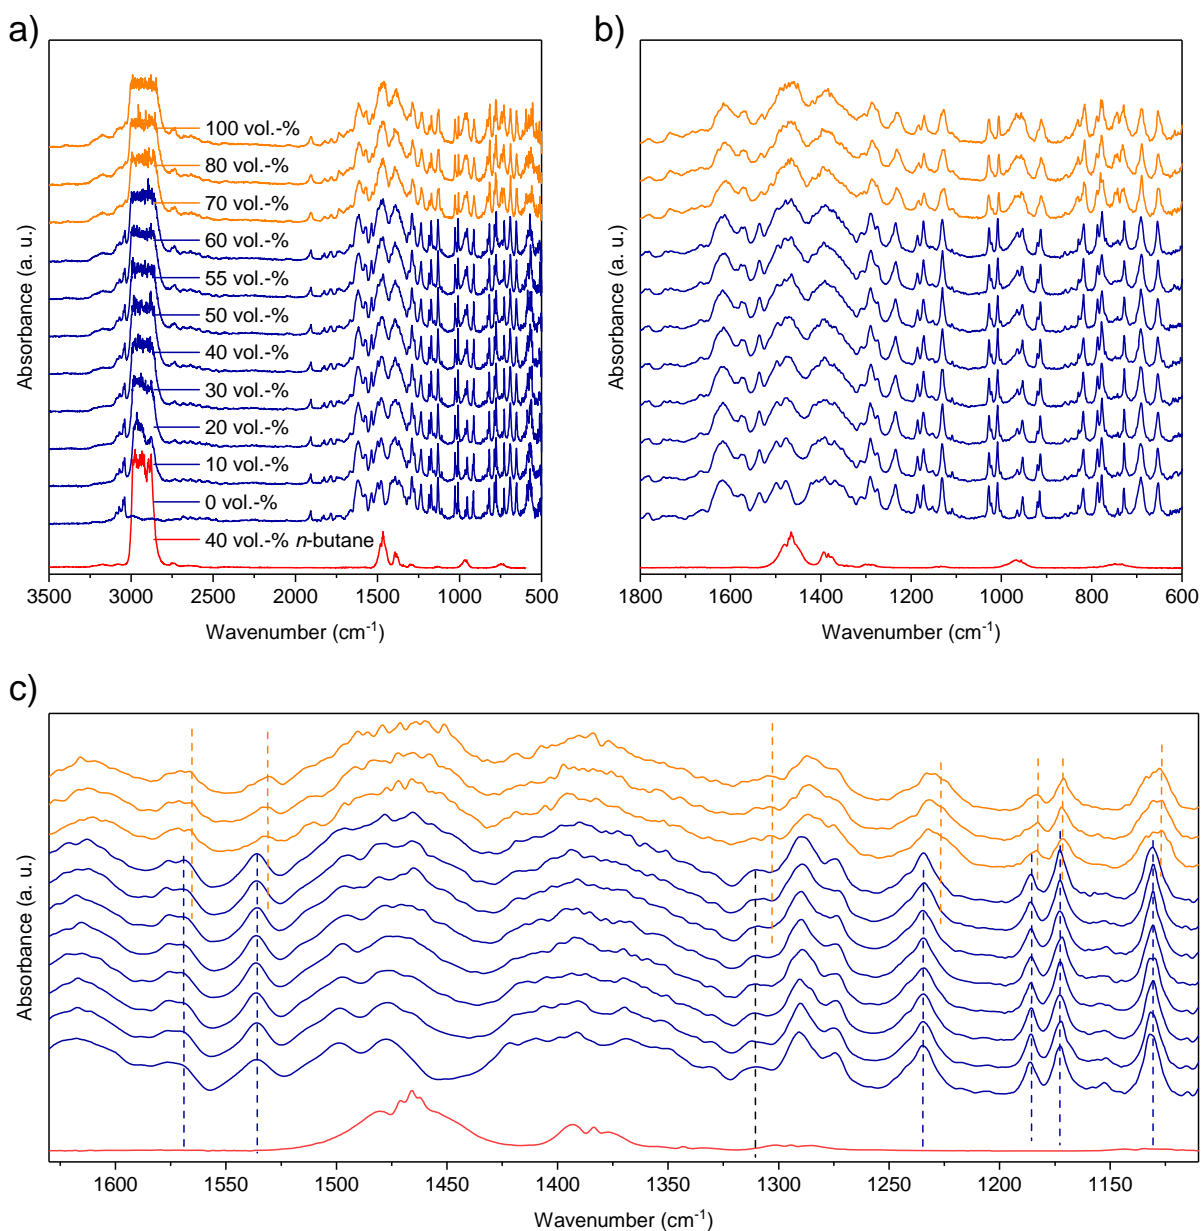 a)
Absorbance (a. u.)
100 vol.-%
80 vol.-%
70 vol.-%
60 vol.-%
55 vol.-%
50 vol.-%
40 vol.-%
30 vol.-%
20 vol.-%
10 vol.-%
0 vol.-%
40 vol.-% n-butane
3500 3000 2500 2000 1500 1000 500
Wavenumber (cm-1)
b)
Absorbance (a. u.)
1800 1600 1400 1200 1000 800 600
Wavenumber (cm-1)
c)
Absorbance (a. u.)
1600 1550 1500 1450 1400 1350 1300 1250 1200 1150
Wavenumber (cm-1)